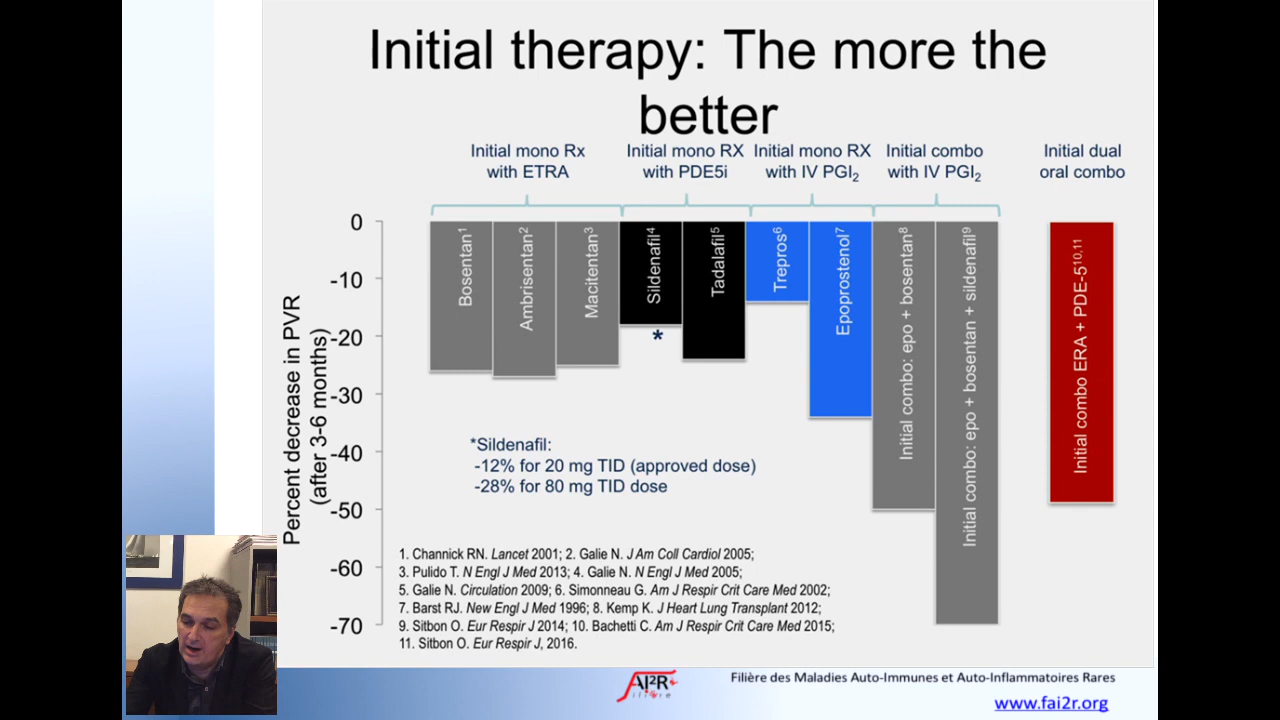 Initial therapy: The more the
better
Initial mono Rx
with ETRA
Initial mono RX
with PDE5i
Initial mono RX
with IV PGI2
Initial combo
with IV PGI2
Initial dual
oral combo
Percent decrease in PVR
(after 3-6 months)
0
-10
-20
-30
-40
-50
-60
-70
Bosentan1
Ambrisentan2
Macitentan3
Sildenafil4
Tadalafil5
Trepros6
Epoprostenol7
Initial combo: epo + bosentan8
Initial combo: epo + bosentan + sildenafil9
Initial combo ERA + PDE-510,11
*
*Sildenafil:
-12% for 20 mg TID (approved dose)
-28% for 80 mg TID dose
1. Channick RN. Lancet 2001; 2. Galie N. J Am Coll Cardiol 2005;
3. Pulido T. N Engl J Med 2013; 4. Galie N. N Engl J Med 2005;
5. Galie N. Circulation 2009; 6. Simonneau G. Am J Respir Crit Care Med 2002;
7. Barst RJ. New Engl J Med 1996; 8. Kemp K. J Heart Lung Transplant 2012;
9. Sitbon O. Eur Respir J 2014; 10. Bachetti C. Am J Respir Crit Care Med 2015;
11. Sitbon O. Eur Respir J, 2016.
FAI2R
filière
Filière des Maladies Auto-Immunes et Auto-Inflammatoires Rares
www.fai2r.org